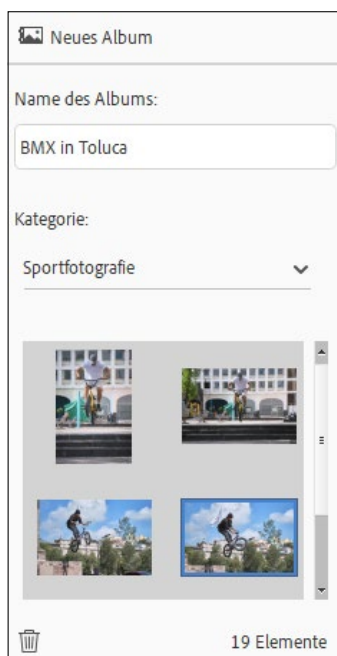 Neues Album
Name des Albums:
BMX in Toluca
Kategorie:
Sportfotografie
19 Elemente